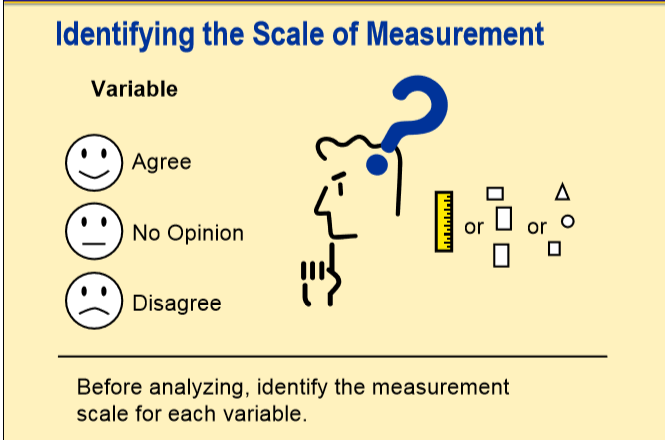 Identifying the Scale of Measurement
Variable
Agree
No Opinion
Disagree
or
or
Before analyzing, identify the measurement
scale for each variable.